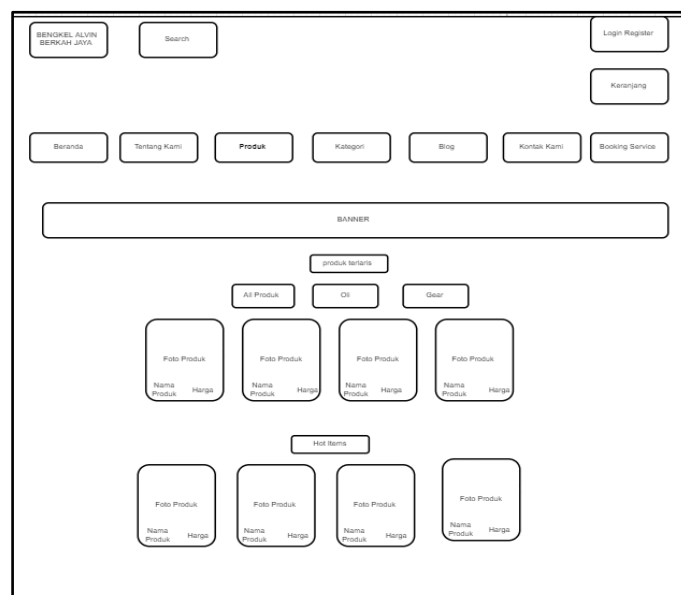 BENGKEL ALVIN
BERKAH JAYA
Search
Login Register
Keranjang
Beranda
Tentang Kami
Produk
Kategori
Blog
Kontak Kami
Booking Service
BANNER
produk terlaris
All Produk
Oli
Gear
Foto Produk
Nama
Produk
Harga
Foto Produk
Nama
Produk
Harga
Foto Produk
Nama
Produk
Harga
Foto Produk
Nama
Produk
Harga
Hot Items
Foto Produk
Nama
Produk
Harga
Foto Produk
Nama
Produk
Harga
Foto Produk
Nama
Produk
Harga
Foto Produk
Nama
Produk
Harga